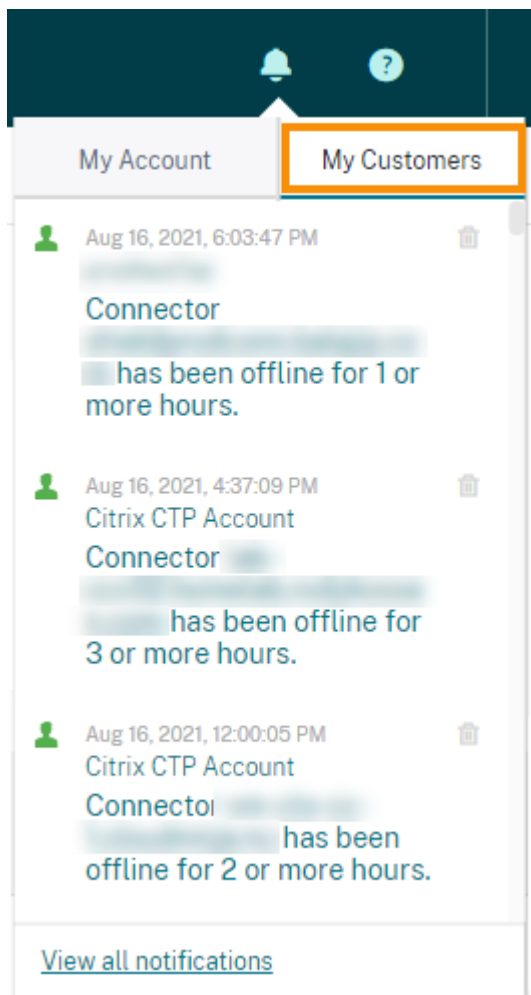 ?
My Account
My Customers
Aug 16, 2021, 6:03:47 PM
Connector
has been offline for 1 or
more hours.
Aug 16, 2021, 4:37:09 PM
Citrix CTP Account
Connector
has been offline for
3 or more hours.
Aug 16, 2021, 12:00:05 PM
Citrix CTP Account
Connector
has been
offline for 2 or more hours.
View all notifications